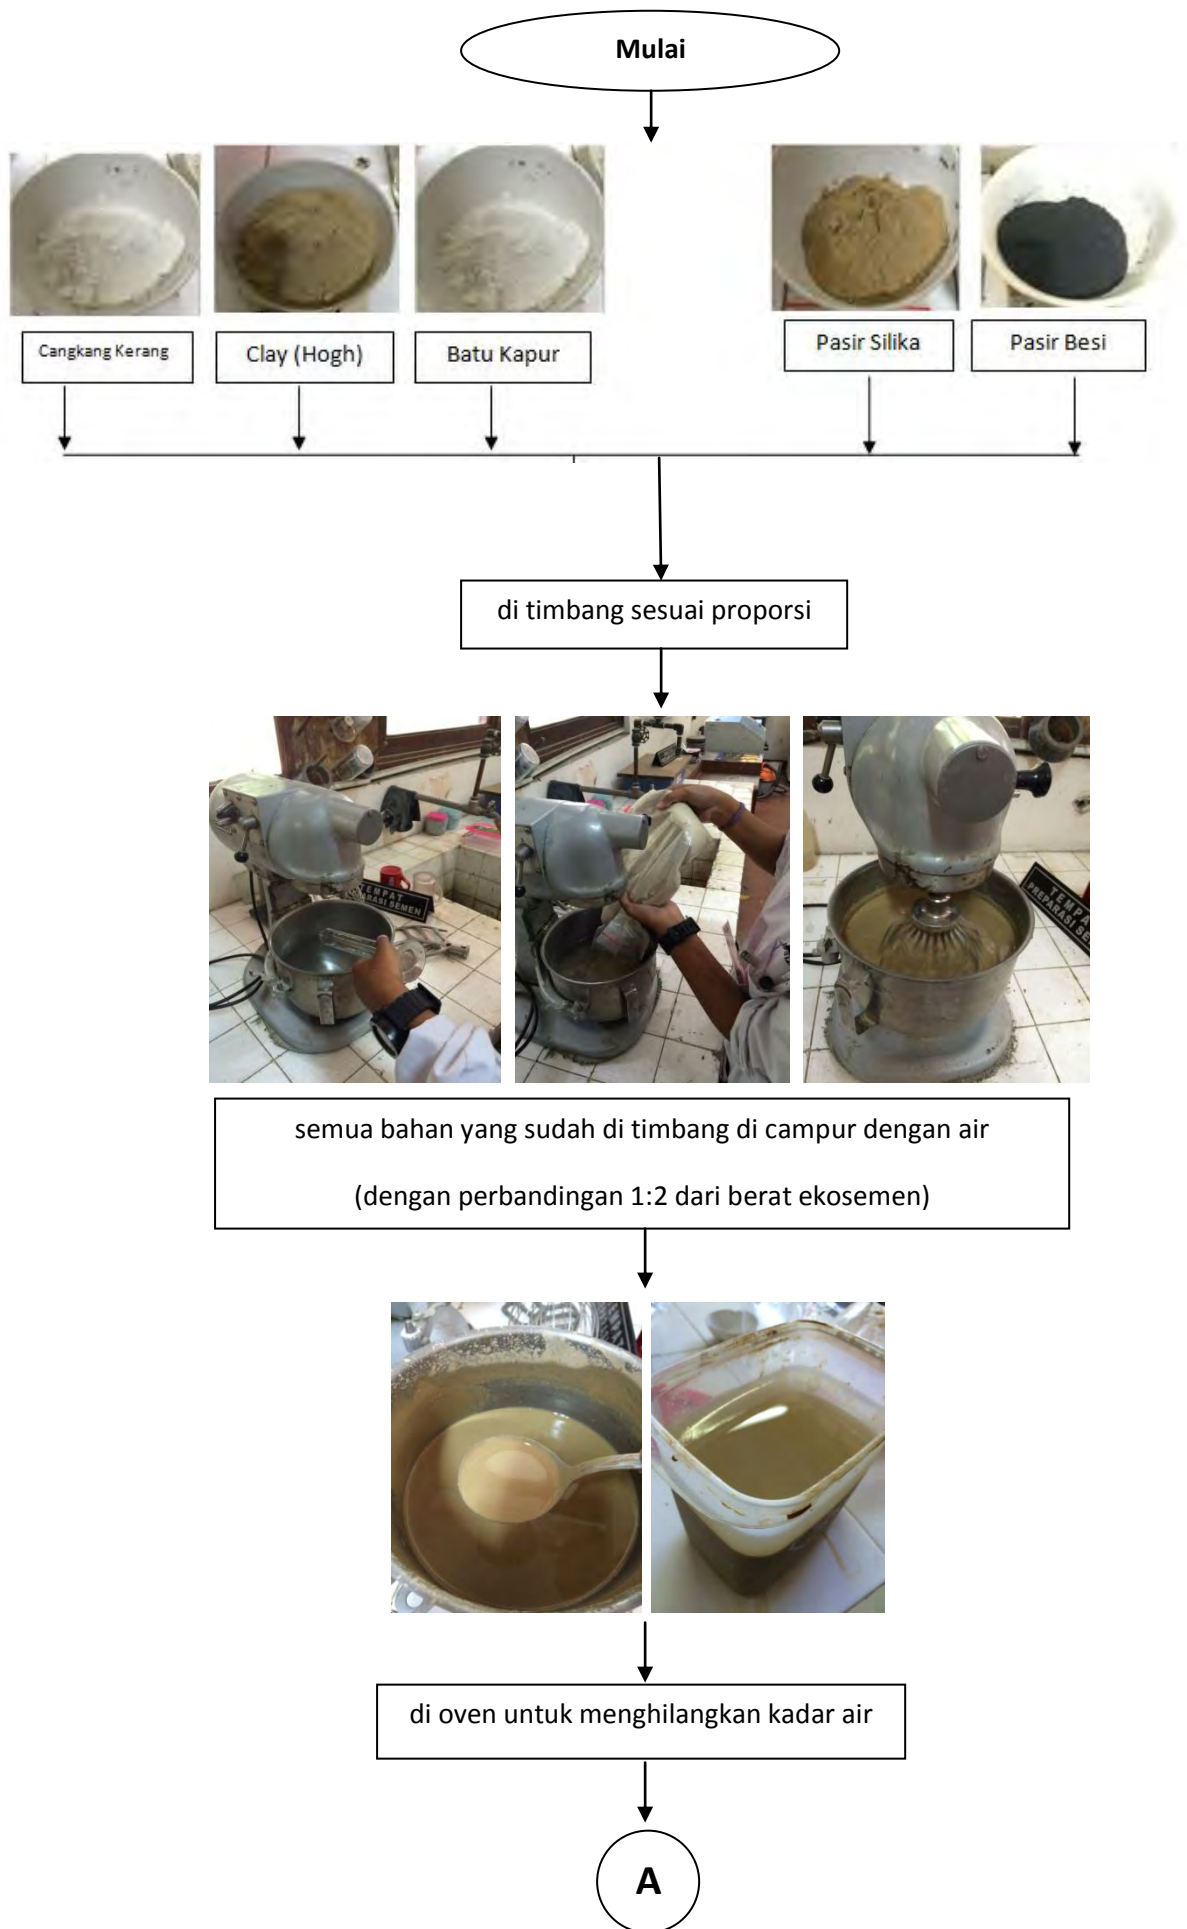 Mulai
Cangkang Kerang
Clay (Hogh)
Batu Kapur
Pasir Silika
Pasir Besi
di timbang sesuai proporsi
TEMPAT
TEMPAT
PREPARASI SE
semua bahan yang sudah di timbang di campur dengan air
(dengan perbandingan 1:2 dari berat ekosemen)
di oven untuk menghilangkan kadar air
A